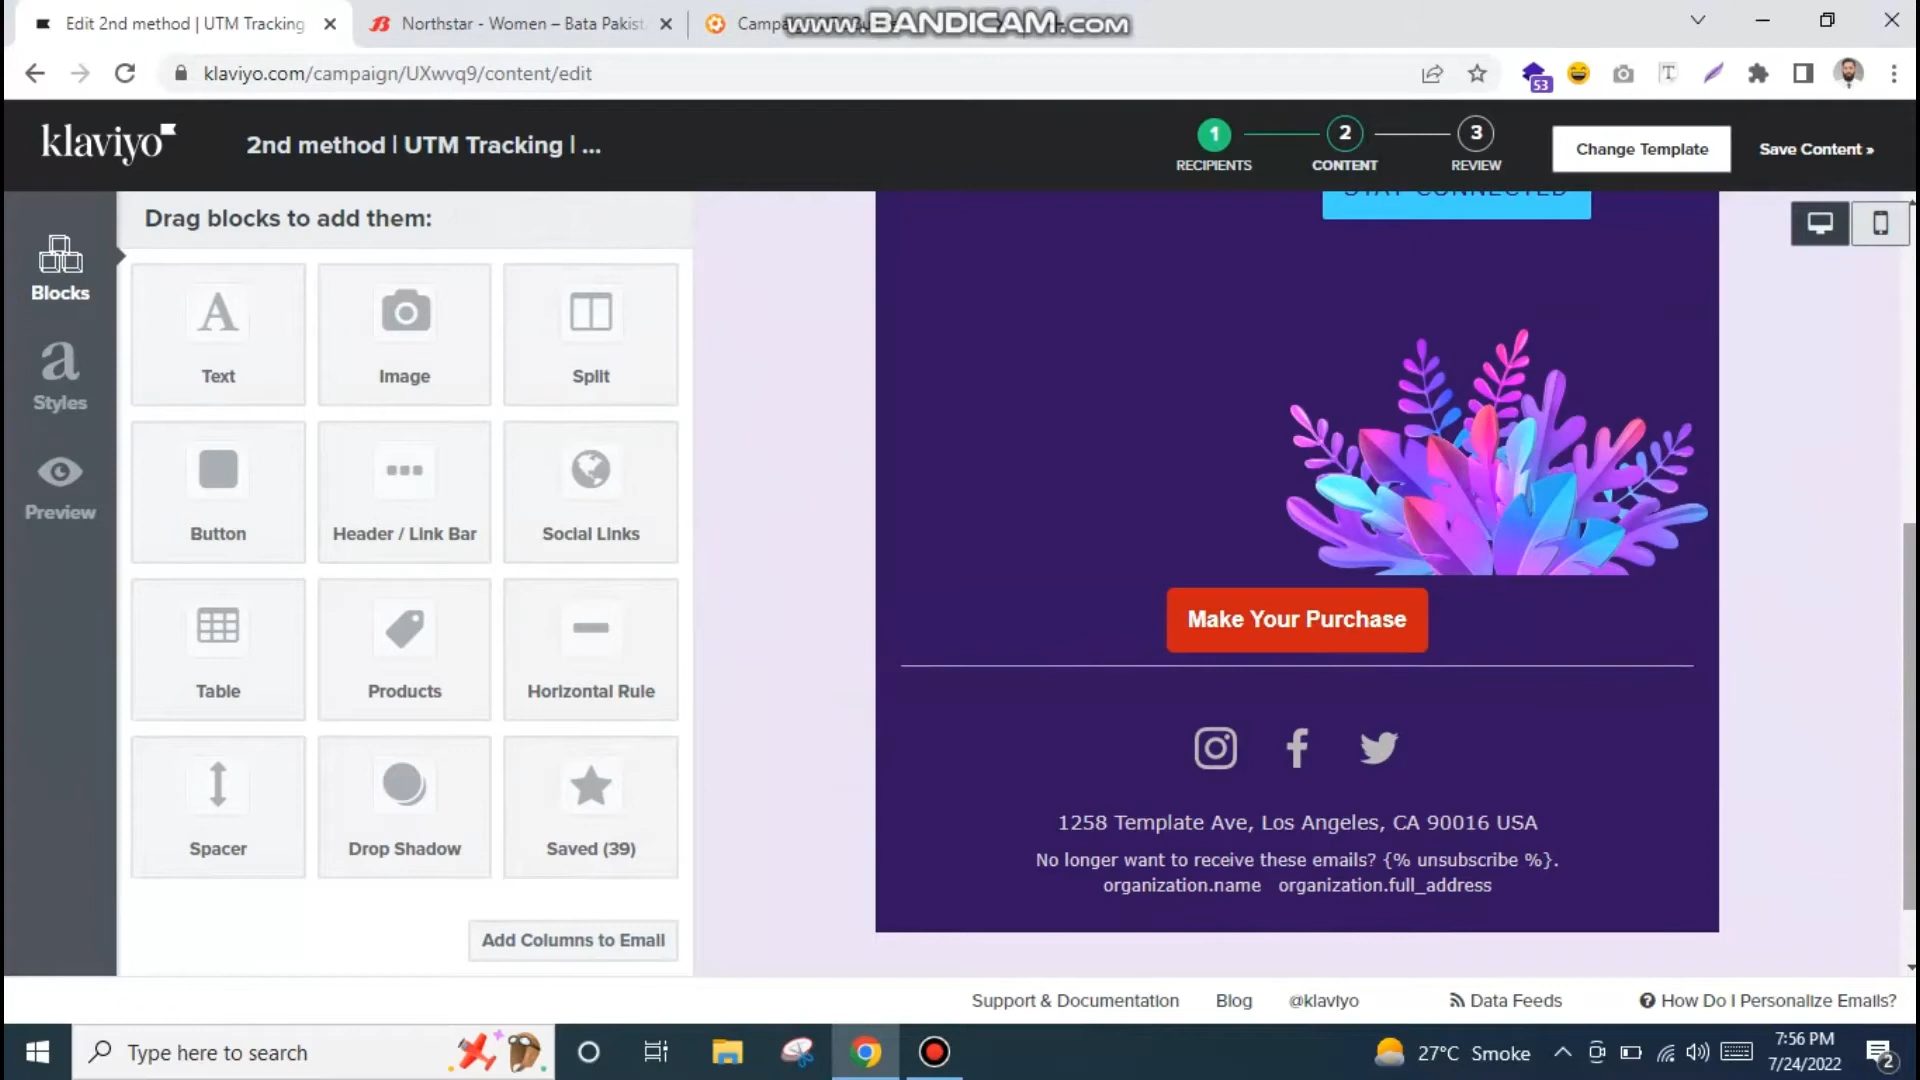 Edit 2nd method | UTM Tracking
Northstar - Women – Bata Pakist
Campa
www.BANDICAM.com
klaviyo.com/campaign/UXwvq9/content/edit
53
klaviyo
2nd method | UTM Tracking | ...
1
RECIPIENTS
2
CONTENT
3
REVIEW
Change Template
Save Content »
Blocks
Styles
Preview
Drag blocks to add them:
Text
Image
Split
Button
Header / Link Bar
Social Links
Table
Products
Horizontal Rule
Spacer
Drop Shadow
Saved (39)
Add Columns to Email
STAY CONNECTED
Make Your Purchase
1258 Template Ave, Los Angeles, CA 90016 USA
No longer want to receive these emails? {% unsubscribe %}.
organization.name organization.full_address
Support & Documentation
Blog
@klaviyo
Data Feeds
How Do I Personalize Emails?
Type here to search
27°C Smoke
7:56 PM
7/24/2022
2